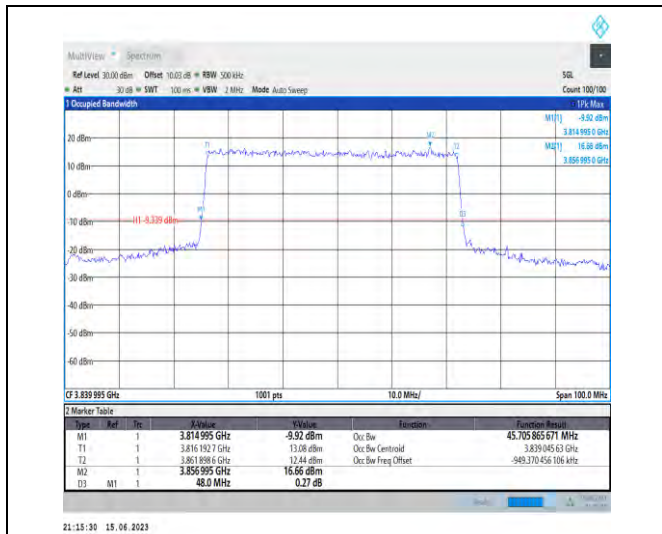 MultiView Spectrum
Ref Level 30.00 dBm Offset 10.03 dB RBW 500 kHz SGL
Att 30 dB SWT 100 ms VBW 2 MHz Mode Auto Sweep Count 100/100
1 Occupied Bandwidth 1Pk Max
M1[1] -9.92 dBm
3.814 995 0 GHz
M2[1] 16.66 dBm
3.856 995 0 GHz
20 dBm
T1 M2 T2
10 dBm
0 dBm
M1 D3
-10 dBm H1 -9.339 dBm
-20 dBm
-30 dBm
-40 dBm
-50 dBm
-60 dBm
CF 3.839 995 GHz 1001 pts 10.0 MHz/ Span 100.0 MHz
2 Marker Table
Type Ref Trc X-Value Y-Value Function Function Result
M1 1 3.814 995 GHz -9.92 dBm Occ Bw 45.705 865 671 MHz
T1 1 3.816 192 7 GHz 13.08 dBm Occ Bw Centroid 3.839 045 63 GHz
T2 1 3.861 898 6 GHz 12.44 dBm Occ Bw Freq Offset -949.370 456 106 kHz
M2 1 3.856 995 GHz 16.66 dBm
D3 M1 1 48.0 MHz 0.27 dB
21:15:30 15.06.2023